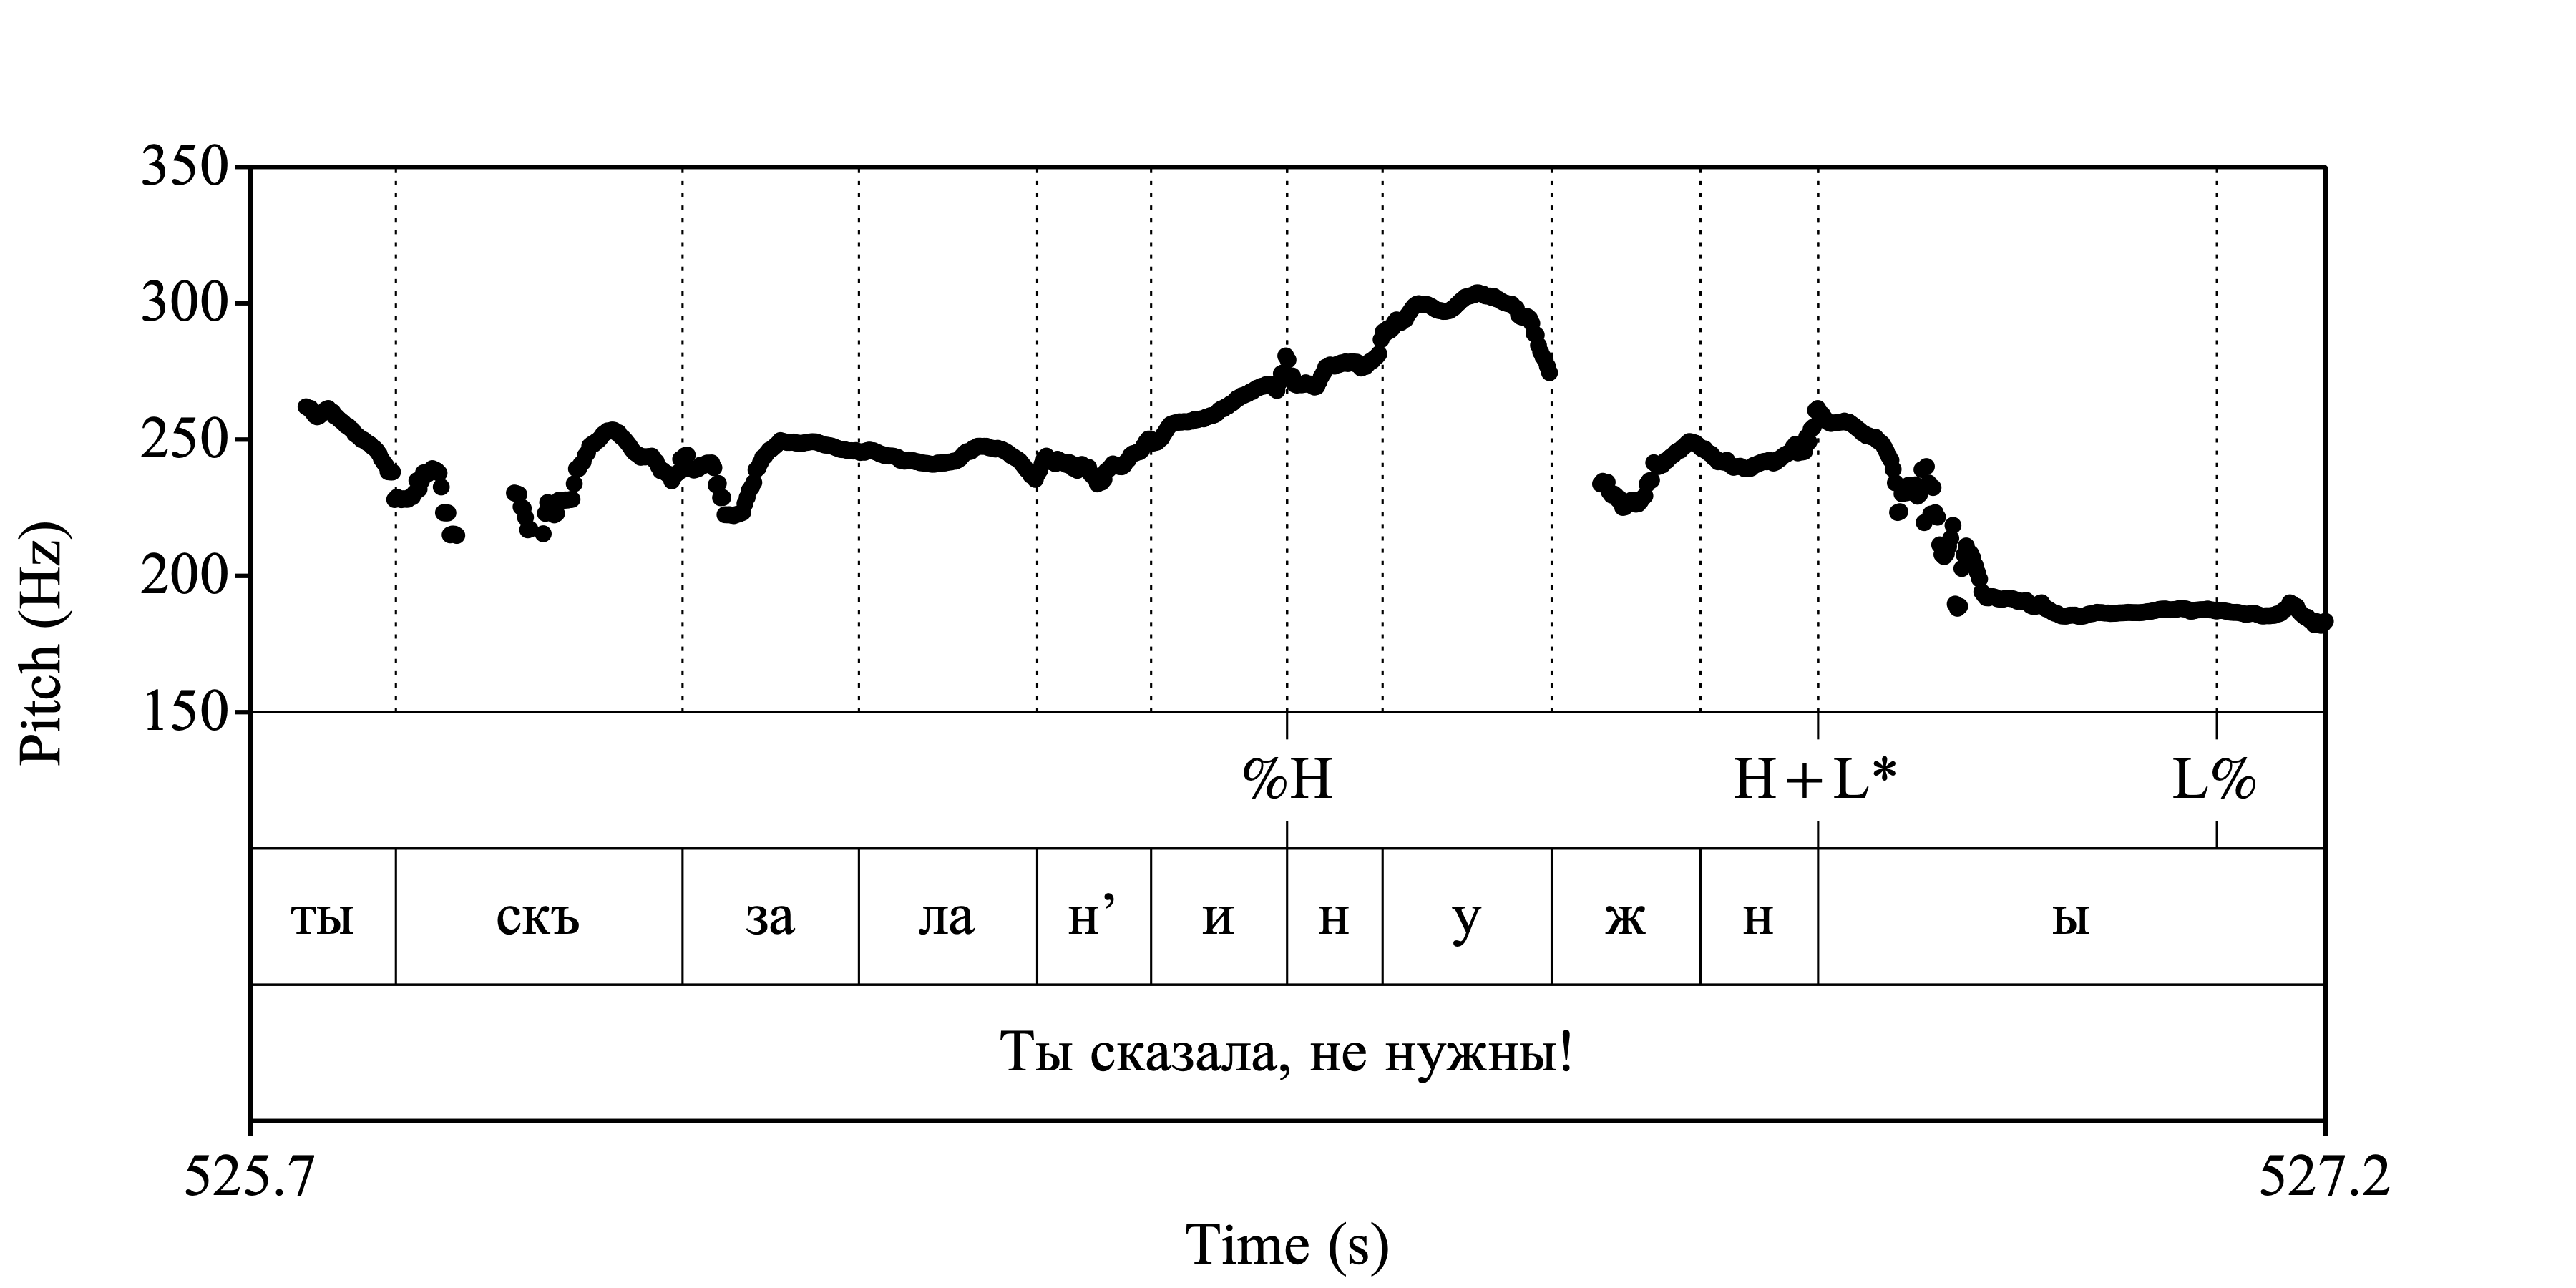 350
300
250
200
150
Pitch (Hz)
%H H+L* L%
ты скъ за ла н’ и н у ж н ы
Ты сказала, не нужны!
525.7 527.2
Time (s)